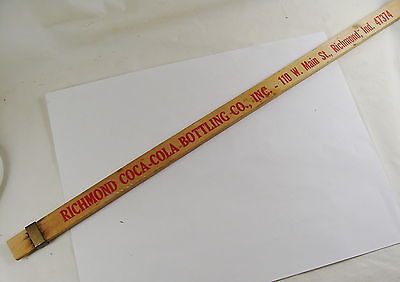 RICHMOND COCA-COLA BOTTLING CO., INC. - 110 W. Main St., Richmond, Ind. 47374